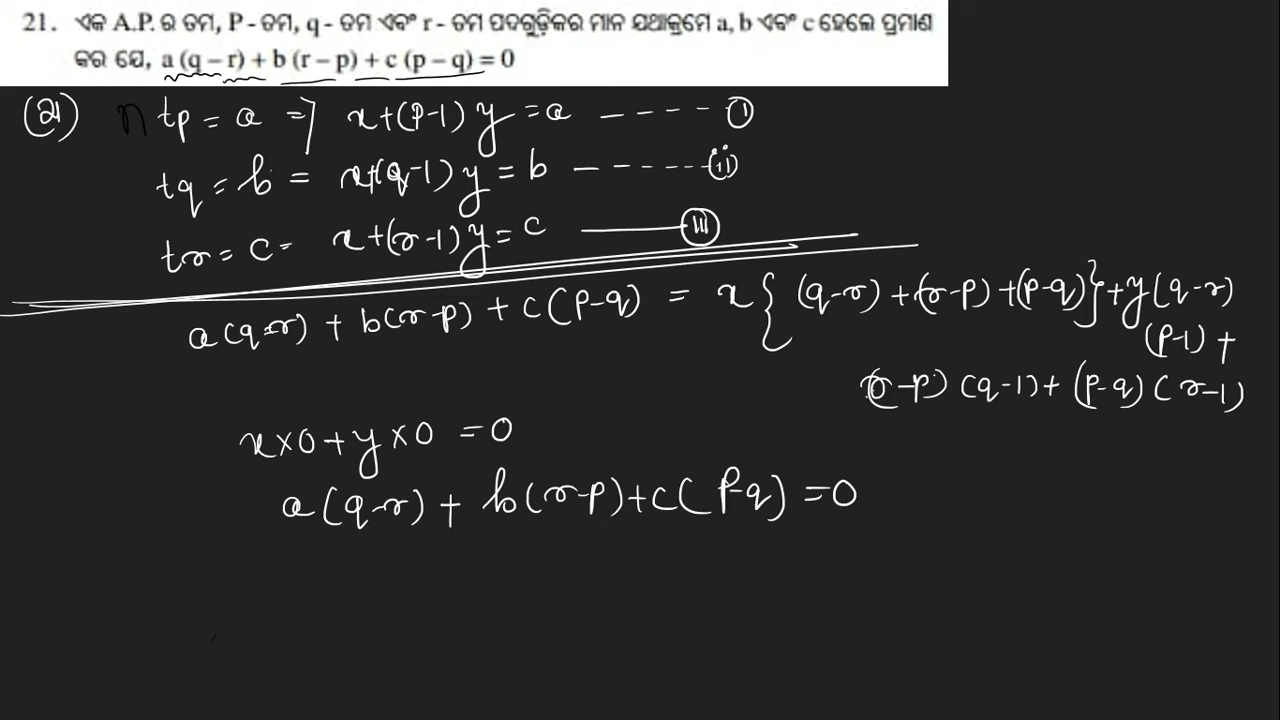 21. ଏକ A.P. ର ତମ, P - ତମ, q - ତମ ଏବଂ r - ତମ ପଦଗୁଡ଼ିକର ମାନ ଯଥାକ୍ରମେ a, b ଏବଂ c ହେଲେ ପ୍ରମାଣ
କର ଯେ, a (q – r) + b (r – p) + c (p – q) = 0
tp = a => x+(p-1) y = a ---- (i)
tq = b = x+(q-1) y = b ----- (ii)
tr = c = x+(r-1) y = c ——— (iii)
a(q-r) + b(r-p) + c(p-q) = x { (q-r) + (r-p) + (p-q)} + y(q-r)
(p-1) +
(r-p) (q-1) + (p-q) (r-1)
x×0 + y×0 = 0
a(q-r) + b(r-p) + c(p-q) = 0